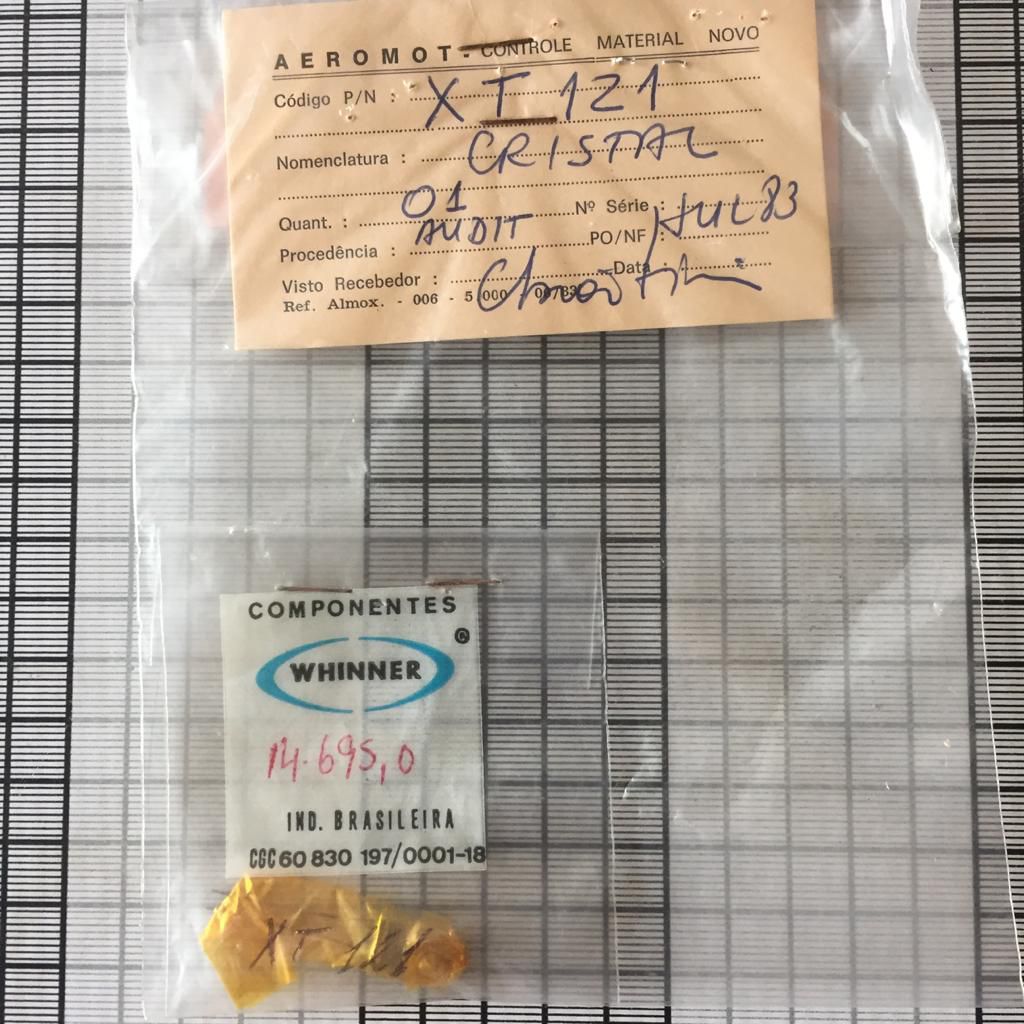 AEROMOT - CONTROLE MATERIAL NOVO
Código P/N : XT 121
Nomenclatura : CRISTAL
Quant. : 01 Nº Série :
Procedência : AUDIT PO/NF : JUL 83
Visto Recebedor : Data :
Ref. Almox. - 006 - 5 000
COMPONENTES
©
WHINNER
14.695,0
IND. BRASILEIRA
CGC 60 830 197/0001-18
XT 121